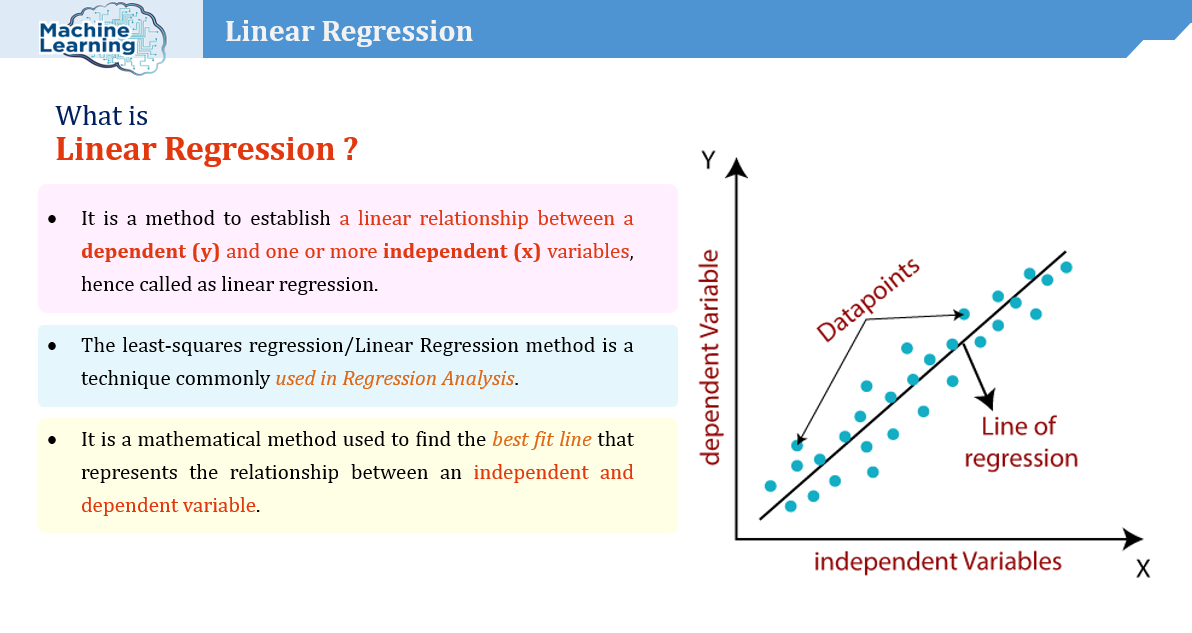 Machine
Learning
Linear Regression
What is
Linear Regression ?
• It is a method to establish a linear relationship between a
dependent (y) and one or more independent (x) variables,
hence called as linear regression.
• The least-squares regression/Linear Regression method is a
technique commonly used in Regression Analysis.
• It is a mathematical method used to find the best fit line that
represents the relationship between an independent and
dependent variable.
Y
dependent Variable
Datapoints
Line of
regression
independent Variables
X